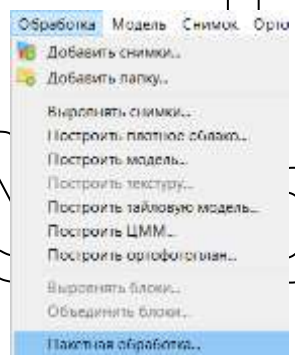 Обработка Модель Снимок Орто
Добавить снимки...
Добавить папку...
Выровнять снимки...
Построить плотное облако...
Построить модель...
Построить текстуру...
Построить тайловую модель...
Построить ЦММ...
Построить ортофотоплан...
Выровнять блоки...
Объединить блоки...
Пакетная обработка...